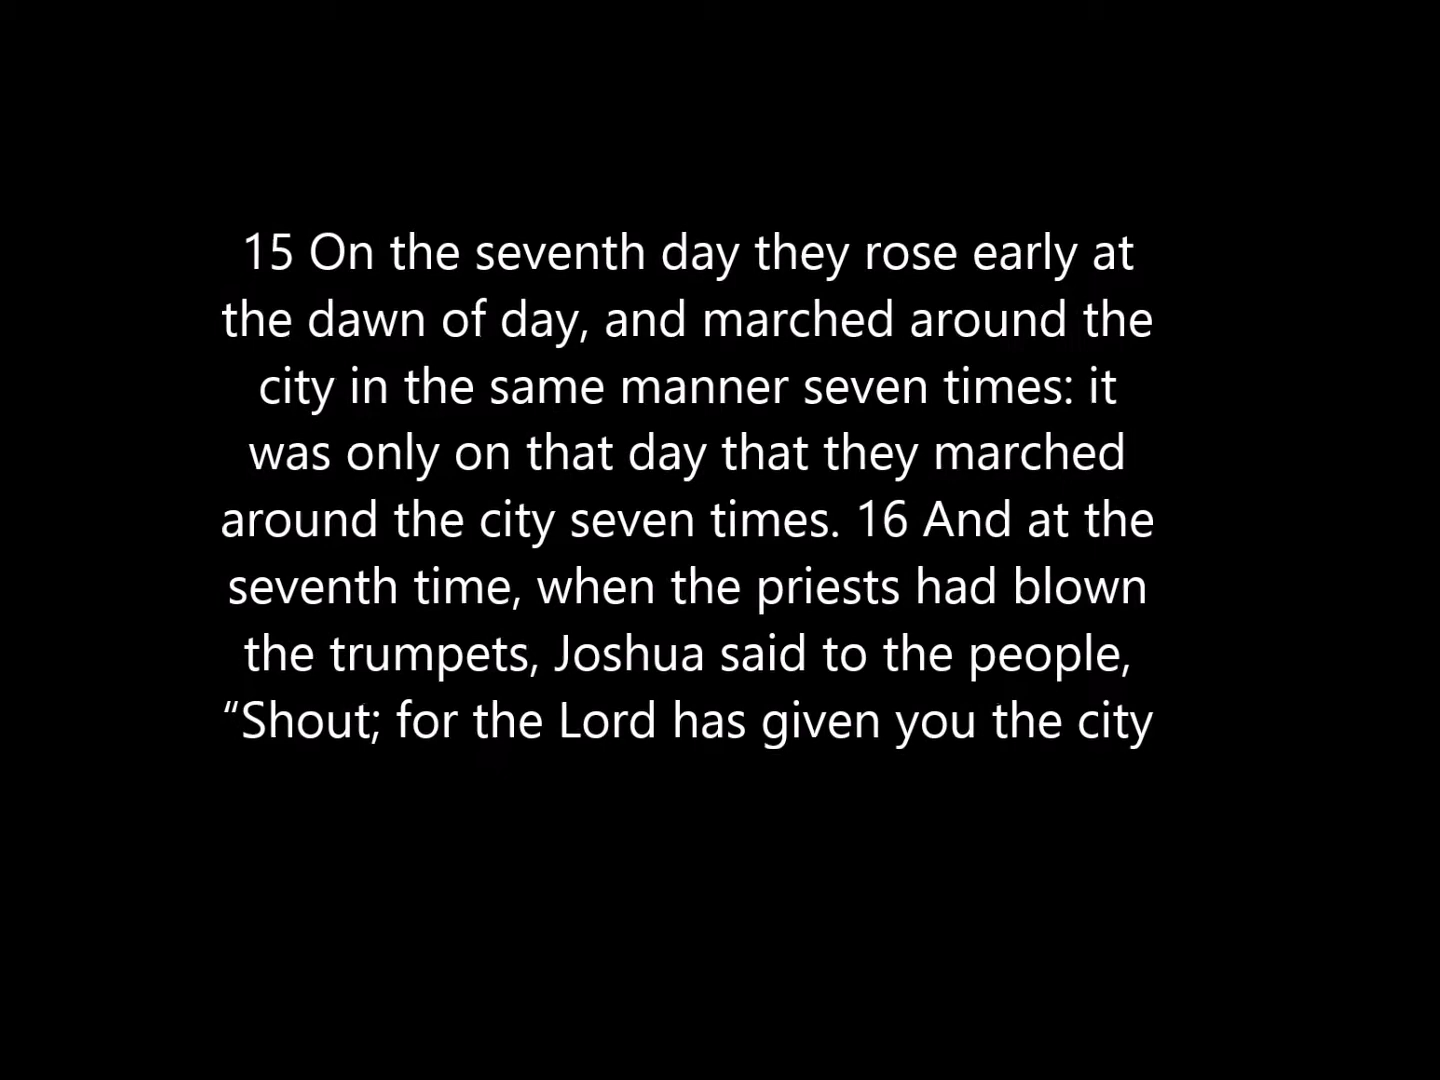 15 On the seventh day they rose early at
the dawn of day, and marched around the
city in the same manner seven times: it
was only on that day that they marched
around the city seven times. 16 And at the
seventh time, when the priests had blown
the trumpets, Joshua said to the people,
“Shout; for the Lord has given you the city